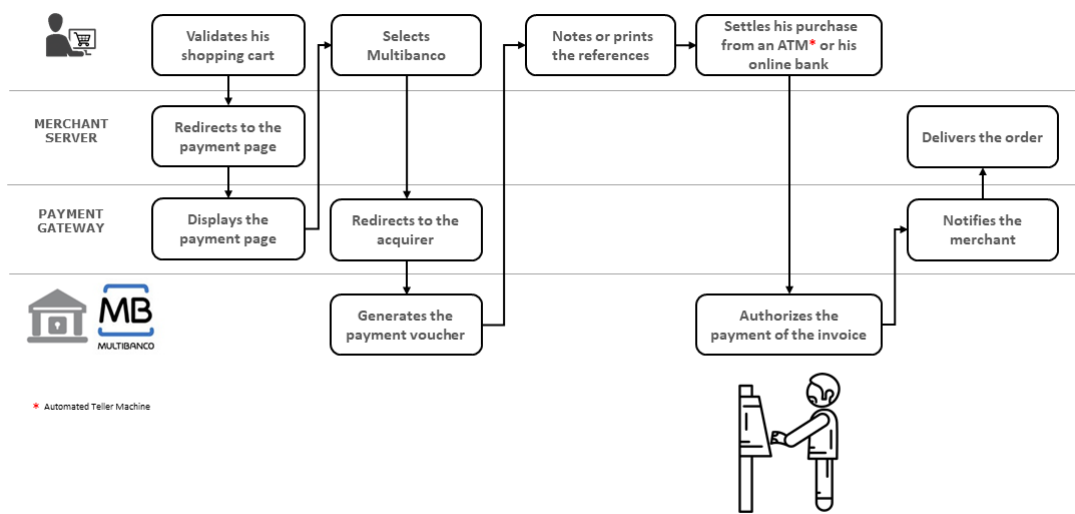 Validates his
shopping cart
Selects
Multibanco
Notes or prints
the references
Settles his purchase
from an ATM* or his
online bank
MERCHANT
SERVER
Redirects to the
payment page
Delivers the order
PAYMENT
GATEWAY
Displays the
payment page
Redirects to the
acquirer
Notifies the
merchant
MB
MULTIBANCO
Generates the
payment voucher
Authorizes the
payment of the invoice
* Automated Teller Machine